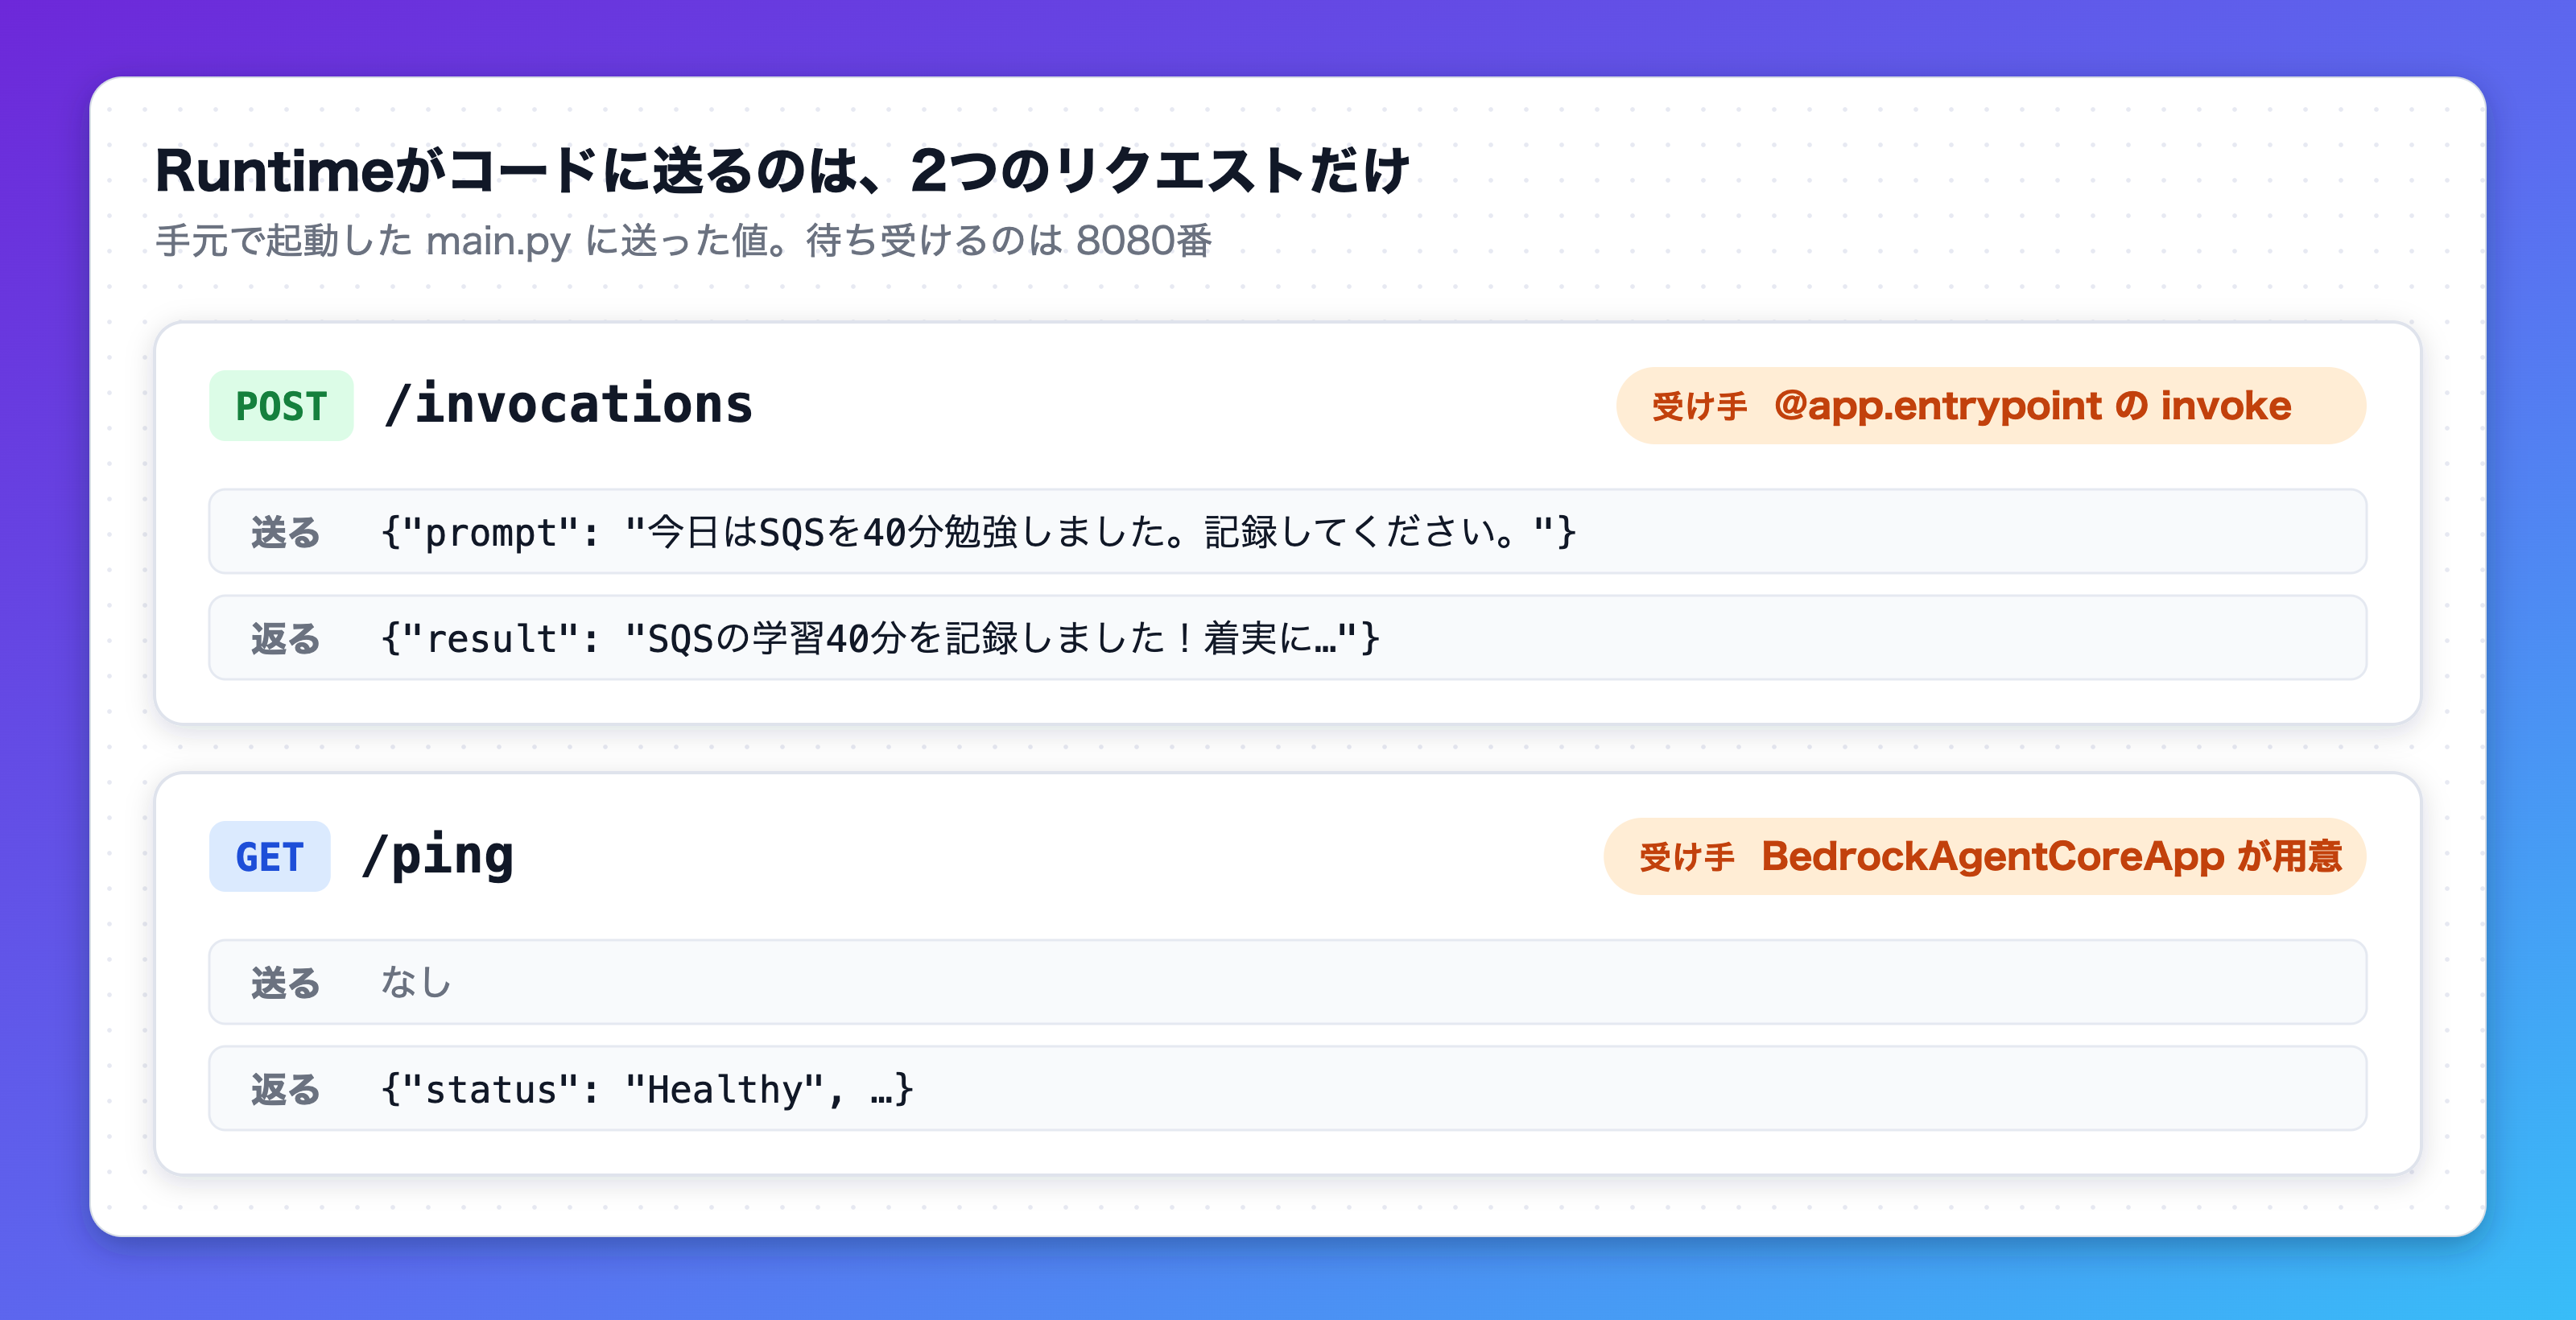 Runtimeがコードに送るのは、2つのリクエストだけ
手元で起動した main.py に送った値。待ち受けるのは 8080番
POST /invocations 受け手 @app.entrypoint の invoke
送る {"prompt": "今日はSQSを40分勉強しました。記録してください。"}
返る {"result": "SQSの学習40分を記録しました！着実に…"}
GET /ping 受け手 BedrockAgentCoreApp が用意
送る なし
返る {"status": "Healthy", …}